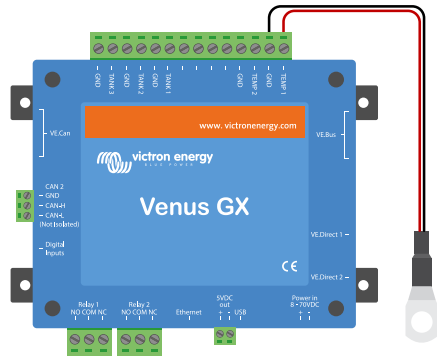 GND
TANK 3
GND
TANK 2
GND
TANK 1
GND
TEMP 2
GND
TEMP 1
www. victronenergy.com
VE.Can
VE.Bus
victron energy
BLUE POWER
CAN 2
GND
CAN-H
CAN-L
(Not Isolated)
Venus GX
VE.Direct 1
Digital
Inputs
CE
VE.Direct 2
Relay 1
NO COM NC
Relay 2
NO COM NC
Ethernet
5VDC
out
+ - USB
Power in
8 - 70VDC
+ -